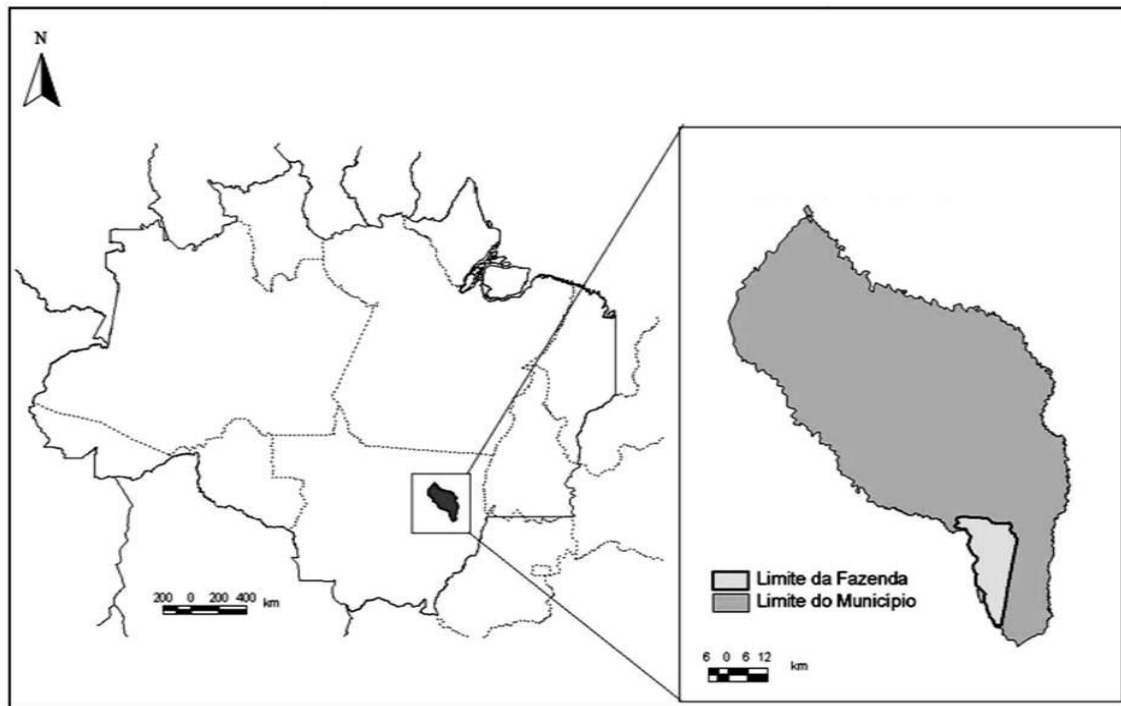 N
Limite da Fazenda
Limite do Município
200 0 200 400 km
6 0 6 12 km